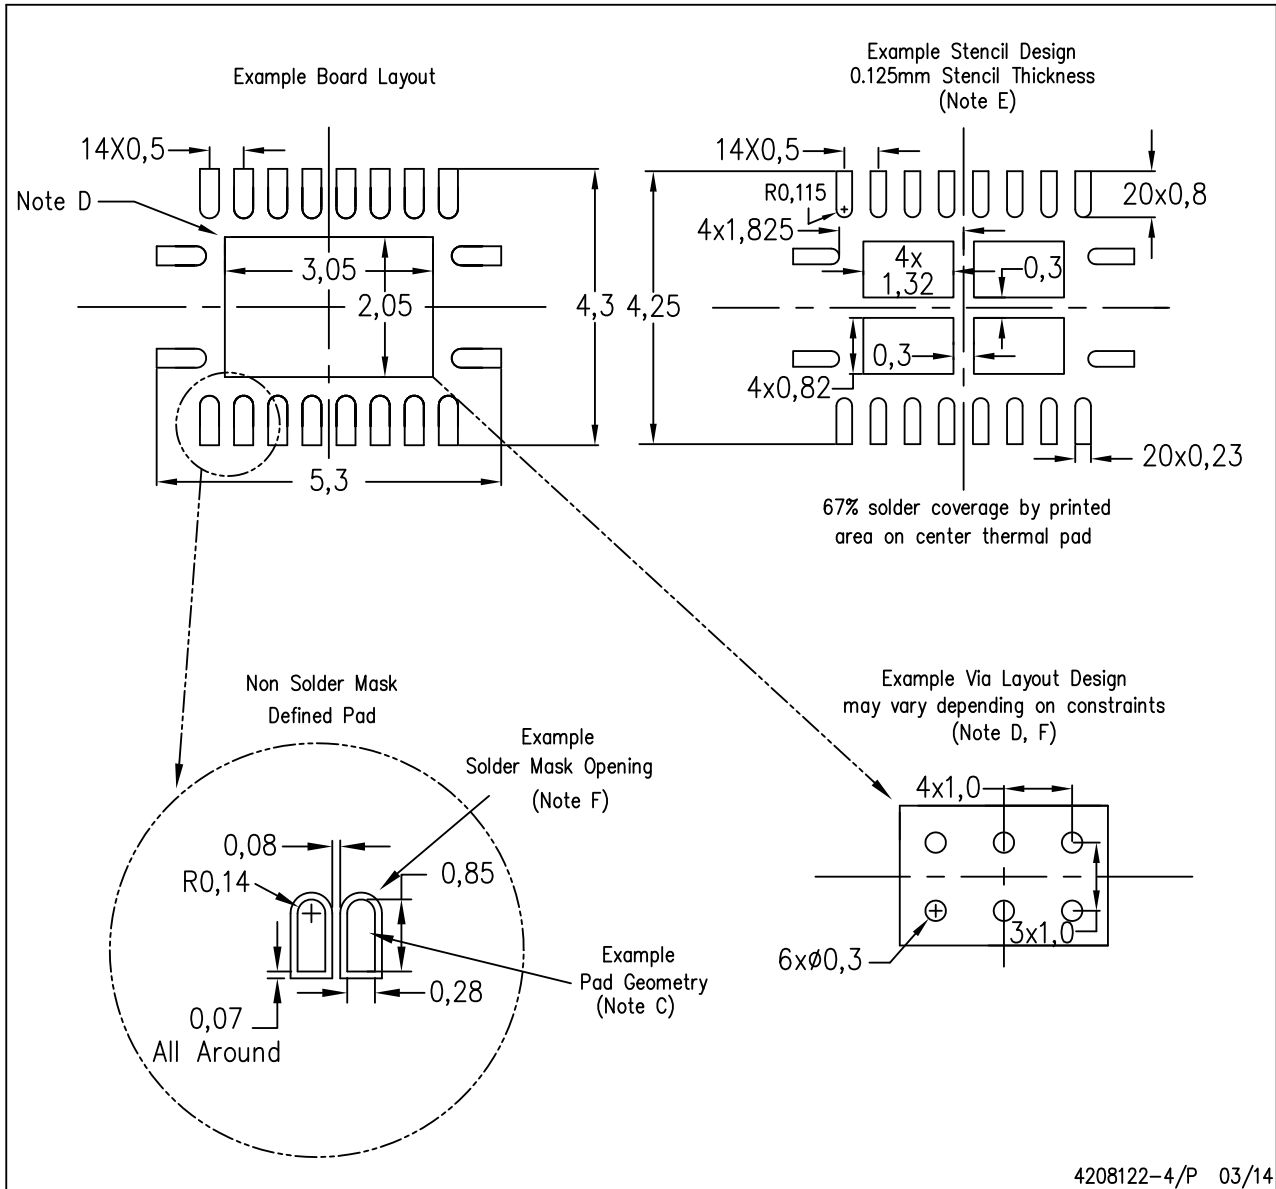 Example Board Layout
14X0,5
Note D
3,05
2,05
4,3
5,3
Example Stencil Design
0.125mm Stencil Thickness
(Note E)
14X0,5
R0,115
4x1,825
20x0,8
4x
1,32
0,3
4,25
0,3
4x0,82
20x0,23
67% solder coverage by printed
area on center thermal pad
Non Solder Mask
Defined Pad
Example
Solder Mask Opening
(Note F)
0,08
R0,14
0,85
0,28
0,07
All Around
Example
Pad Geometry
(Note C)
Example Via Layout Design
may vary depending on constraints
(Note D, F)
4x1,0
3x1,0
6xø0,3
4208122-4/P 03/14